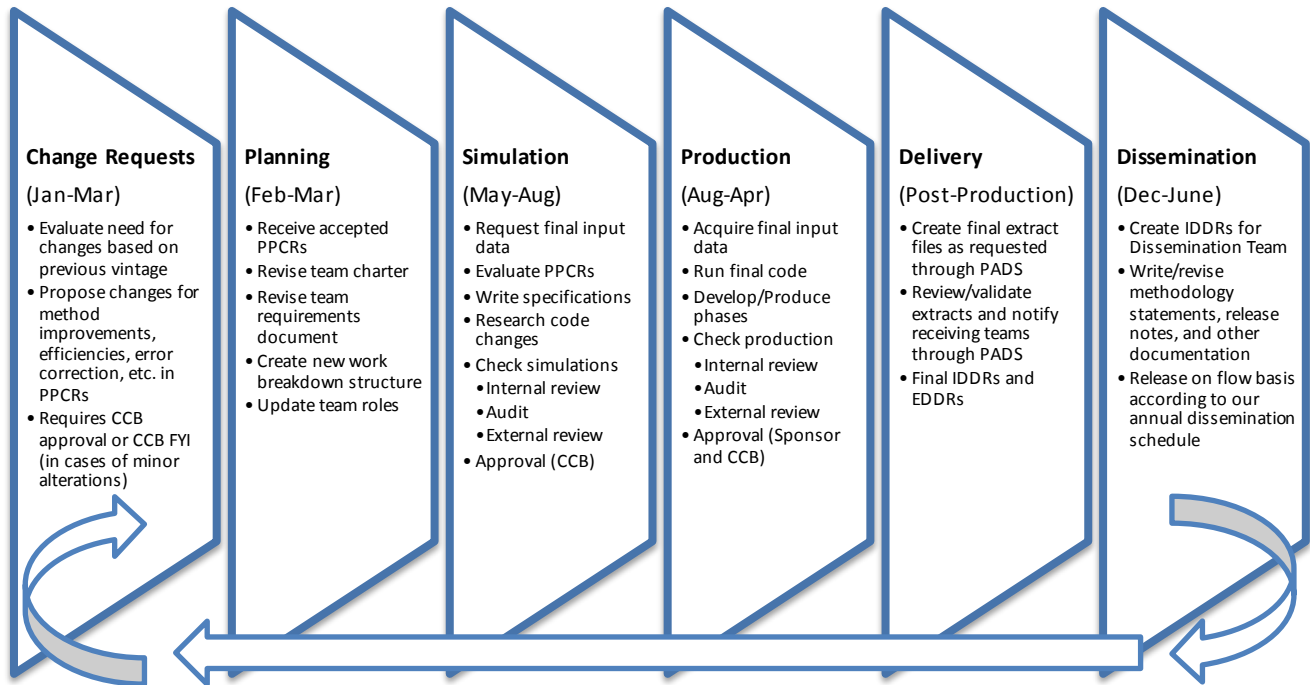 Change Requests
(Jan-Mar)
• Evaluate need for
changes based on
previous vintage
• Propose changes for
method
improvements,
efficiencies, error
correction, etc. in
PPCRs
• Requires CCB
approval or CCB FYI
(in cases of minor
alterations)
Planning
(Feb-Mar)
• Receive accepted
PPCRs
• Revise team charter
• Revise team
requirements
document
• Create new work
breakdown structure
• Update team roles
Simulation
(May-Aug)
• Request final input
data
• Evaluate PPCRs
• Write specifications
• Research code
changes
• Check simulations
• Internal review
• Audit
• External review
• Approval (CCB)
Production
(Aug-Apr)
• Acquire final input
data
• Run final code
• Develop/Produce
phases
• Check production
• Internal review
• Audit
• External review
• Approval (Sponsor
and CCB)
Delivery
(Post-Production)
• Create final extract
files as requested
through PADS
• Review/validate
extracts and notify
receiving teams
through PADS
• Final IDDRs and
EDDRs
Dissemination
(Dec-June)
• Create IDDRs for
Dissemination Team
• Write/revise
methodology
statements, release
notes, and other
documentation
• Release on flow basis
according to our
annual dissemination
schedule